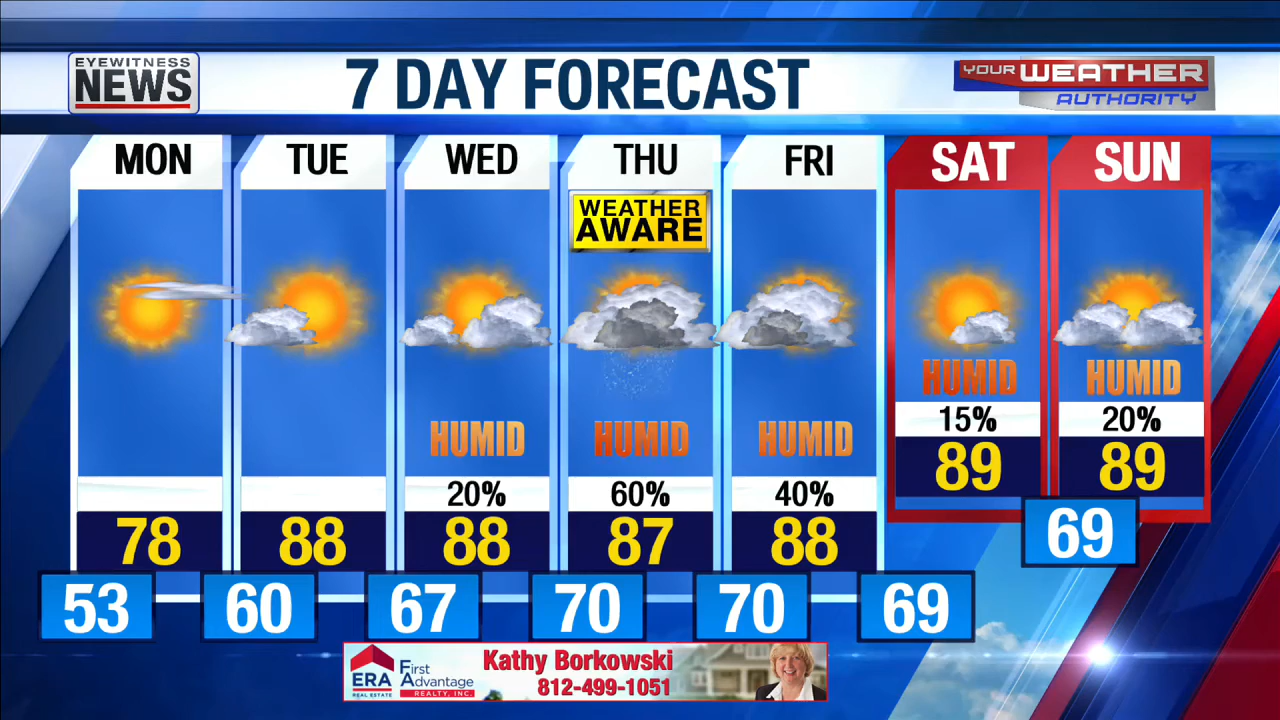 EYEWITNESS
NEWS
7 DAY FORECAST
YOUR WEATHER
AUTHORITY
MON
TUE
WED
THU
FRI
SAT
SUN
WEATHER
AWARE
HUMID
HUMID
HUMID
HUMID
HUMID
20%
60%
40%
15%
20%
78
88
88
87
88
89
89
53
60
67
70
70
69
69
ERA
REAL ESTATE
First
Advantage
REALTY, INC.
Kathy Borkowski
812-499-1051